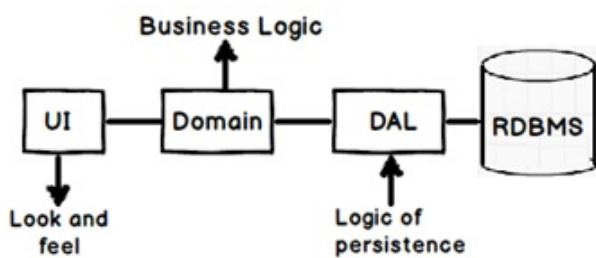 Business Logic
UI
Domain
DAL
RDBMS
Look and
feel
Logic of
persistence